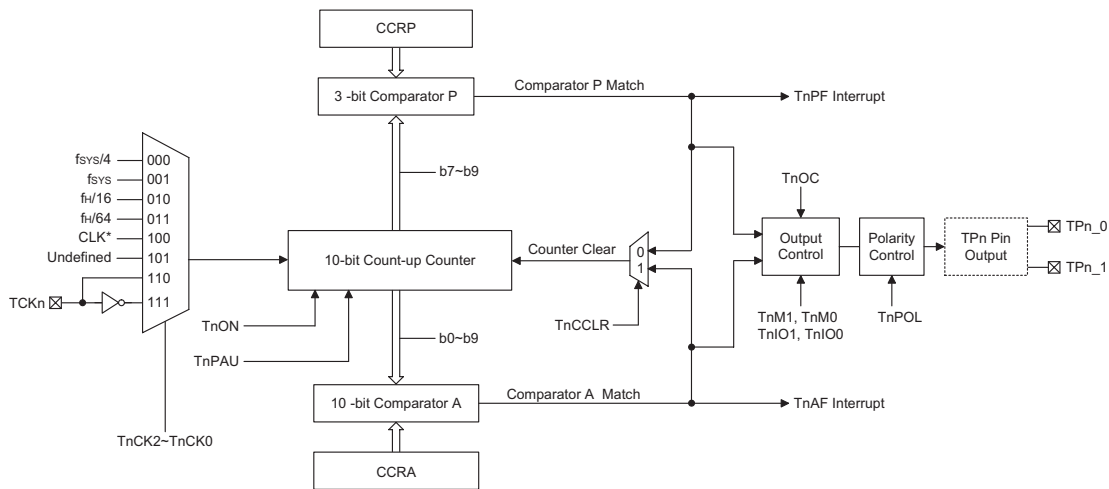 CCRP
3 -bit Comparator P
Comparator P Match
TnPF Interrupt
b7~b9
fSYS/4
000
fSYS
001
fH/16
010
fH/64
011
CLK*
100
Undefined
101
110
TCKn
111
TnCK2~TnCK0
10-bit Count-up Counter
TnON
TnPAU
Counter Clear
0
1
TnCCLR
TnOC
Output
Control
TnM1, TnM0
TnIO1, TnIO0
Polarity
Control
TnPOL
TPn Pin
Output
TPn_0
TPn_1
b0~b9
10 -bit Comparator A
Comparator A Match
TnAF Interrupt
CCRA